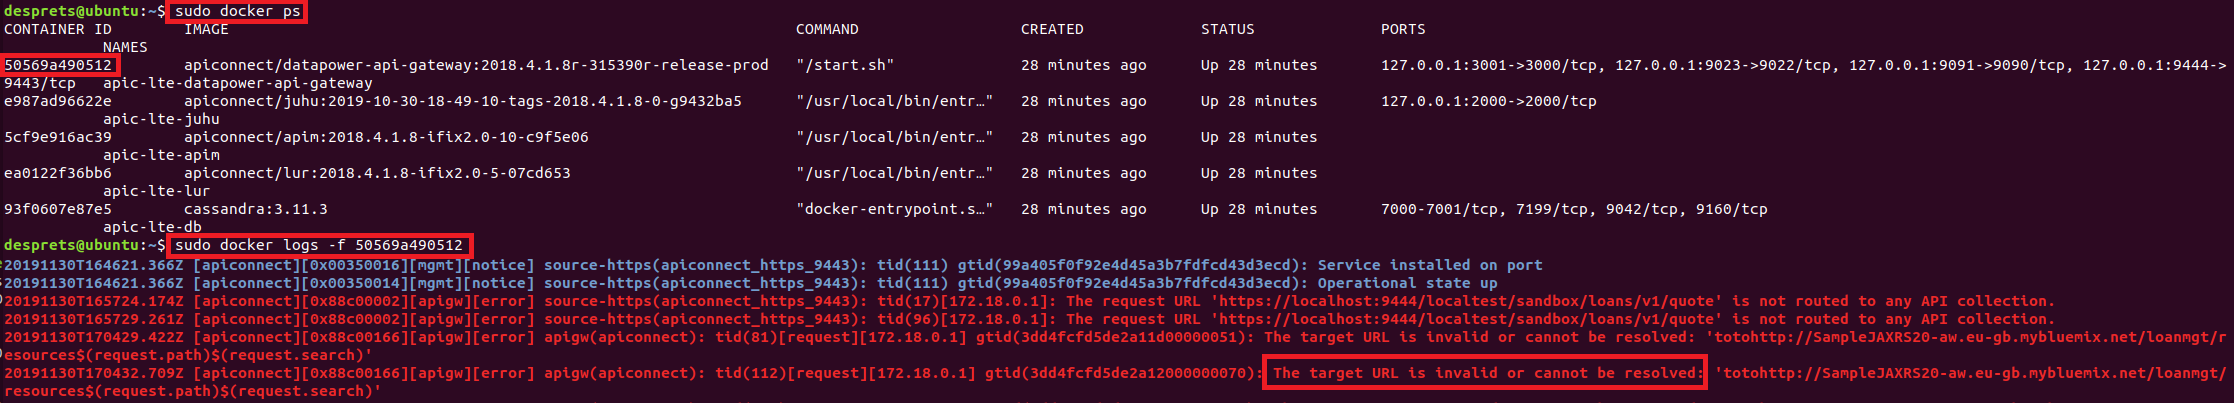 desprets@ubuntu:~$ sudo docker ps
CONTAINER ID IMAGE COMMAND CREATED STATUS PORTS
NAMES
50569a490512 apiconnect/datapower-api-gateway:2018.4.1.8r-315390r-release-prod "/start.sh" 28 minutes ago Up 28 minutes 127.0.0.1:3001->3000/tcp, 127.0.0.1:9023->9022/tcp, 127.0.0.1:9091->9090/tcp, 127.0.0.1:9444->
9443/tcp apic-lte-datapower-api-gateway
e987ad96622e apiconnect/juhu:2019-10-30-18-49-10-tags-2018.4.1.8-0-g9432ba5 "/usr/local/bin/entr…" 28 minutes ago Up 28 minutes 127.0.0.1:2000->2000/tcp
apic-lte-juhu
5cf9e916ac39 apiconnect/apim:2018.4.1.8-ifix2.0-10-c9f5e06 "/usr/local/bin/entr…" 28 minutes ago Up 28 minutes
apic-lte-apim
ea0122f36bb6 apiconnect/lur:2018.4.1.8-ifix2.0-5-07cd653 "/usr/local/bin/entr…" 28 minutes ago Up 28 minutes
apic-lte-lur
93f0607e87e5 cassandra:3.11.3 "docker-entrypoint.s…" 28 minutes ago Up 28 minutes 7000-7001/tcp, 7199/tcp, 9042/tcp, 9160/tcp
apic-lte-db
desprets@ubuntu:~$ sudo docker logs -f 50569a490512
20191130T164621.366Z [apiconnect][0x00350016][mgmt][notice] source-https(apiconnect_https_9443): tid(111) gtid(99a405f0f92e4d45a3b7fdfcd43d3ecd): Service installed on port
20191130T164621.366Z [apiconnect][0x00350014][mgmt][notice] source-https(apiconnect_https_9443): tid(111) gtid(99a405f0f92e4d45a3b7fdfcd43d3ecd): Operational state up
20191130T165724.174Z [apiconnect][0x88c00002][apigw][error] source-https(apiconnect_https_9443): tid(17)[172.18.0.1]: The request URL 'https://localhost:9444/localtest/sandbox/loans/v1/quote' is not routed to any API collection.
20191130T165729.261Z [apiconnect][0x88c00002][apigw][error] source-https(apiconnect_https_9443): tid(96)[172.18.0.1]: The request URL 'https://localhost:9444/localtest/sandbox/loans/v1/quote' is not routed to any API collection.
20191130T170429.422Z [apiconnect][0x88c00166][apigw][error] apigw(apiconnect): tid(81)[request][172.18.0.1] gtid(3dd4fcfd5de2a11d00000051): The target URL is invalid or cannot be resolved: 'totohttp://SampleJAXRS20-aw.eu-gb.mybluemix.net/loanmgt/r
esources$(request.path)$(request.search)'
20191130T170432.709Z [apiconnect][0x88c00166][apigw][error] apigw(apiconnect): tid(112)[request][172.18.0.1] gtid(3dd4fcfd5de2a12000000070): The target URL is invalid or cannot be resolved: 'totohttp://SampleJAXRS20-aw.eu-gb.mybluemix.net/loanmgt/
resources$(request.path)$(request.search)'